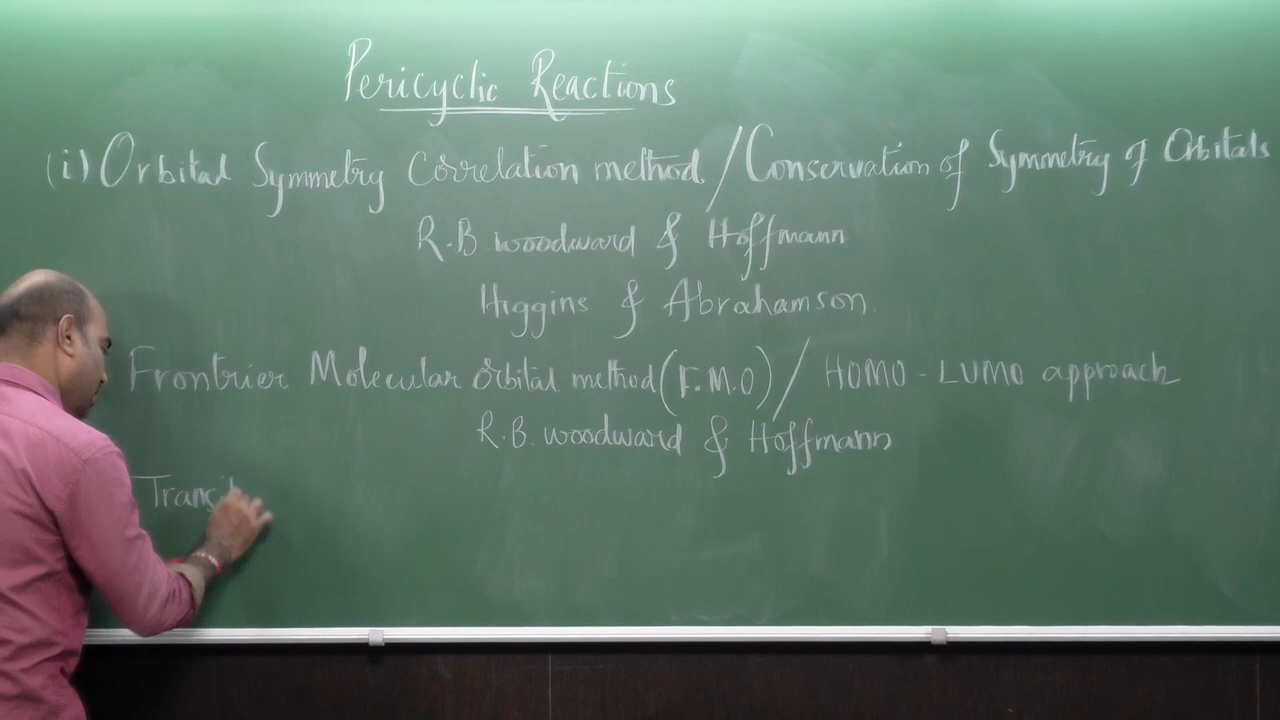 Pericyclic Reactions
(i) Orbital Symmetry Correlation method / Conservation of Symmetry of Orbitals
R.B woodward & Hoffmann
Higgins & Abrahamson.
Frontrier Molecular Orbital method (F.M.O) / HOMO - LUMO approach
R.B. woodward & Hoffmann
Transit